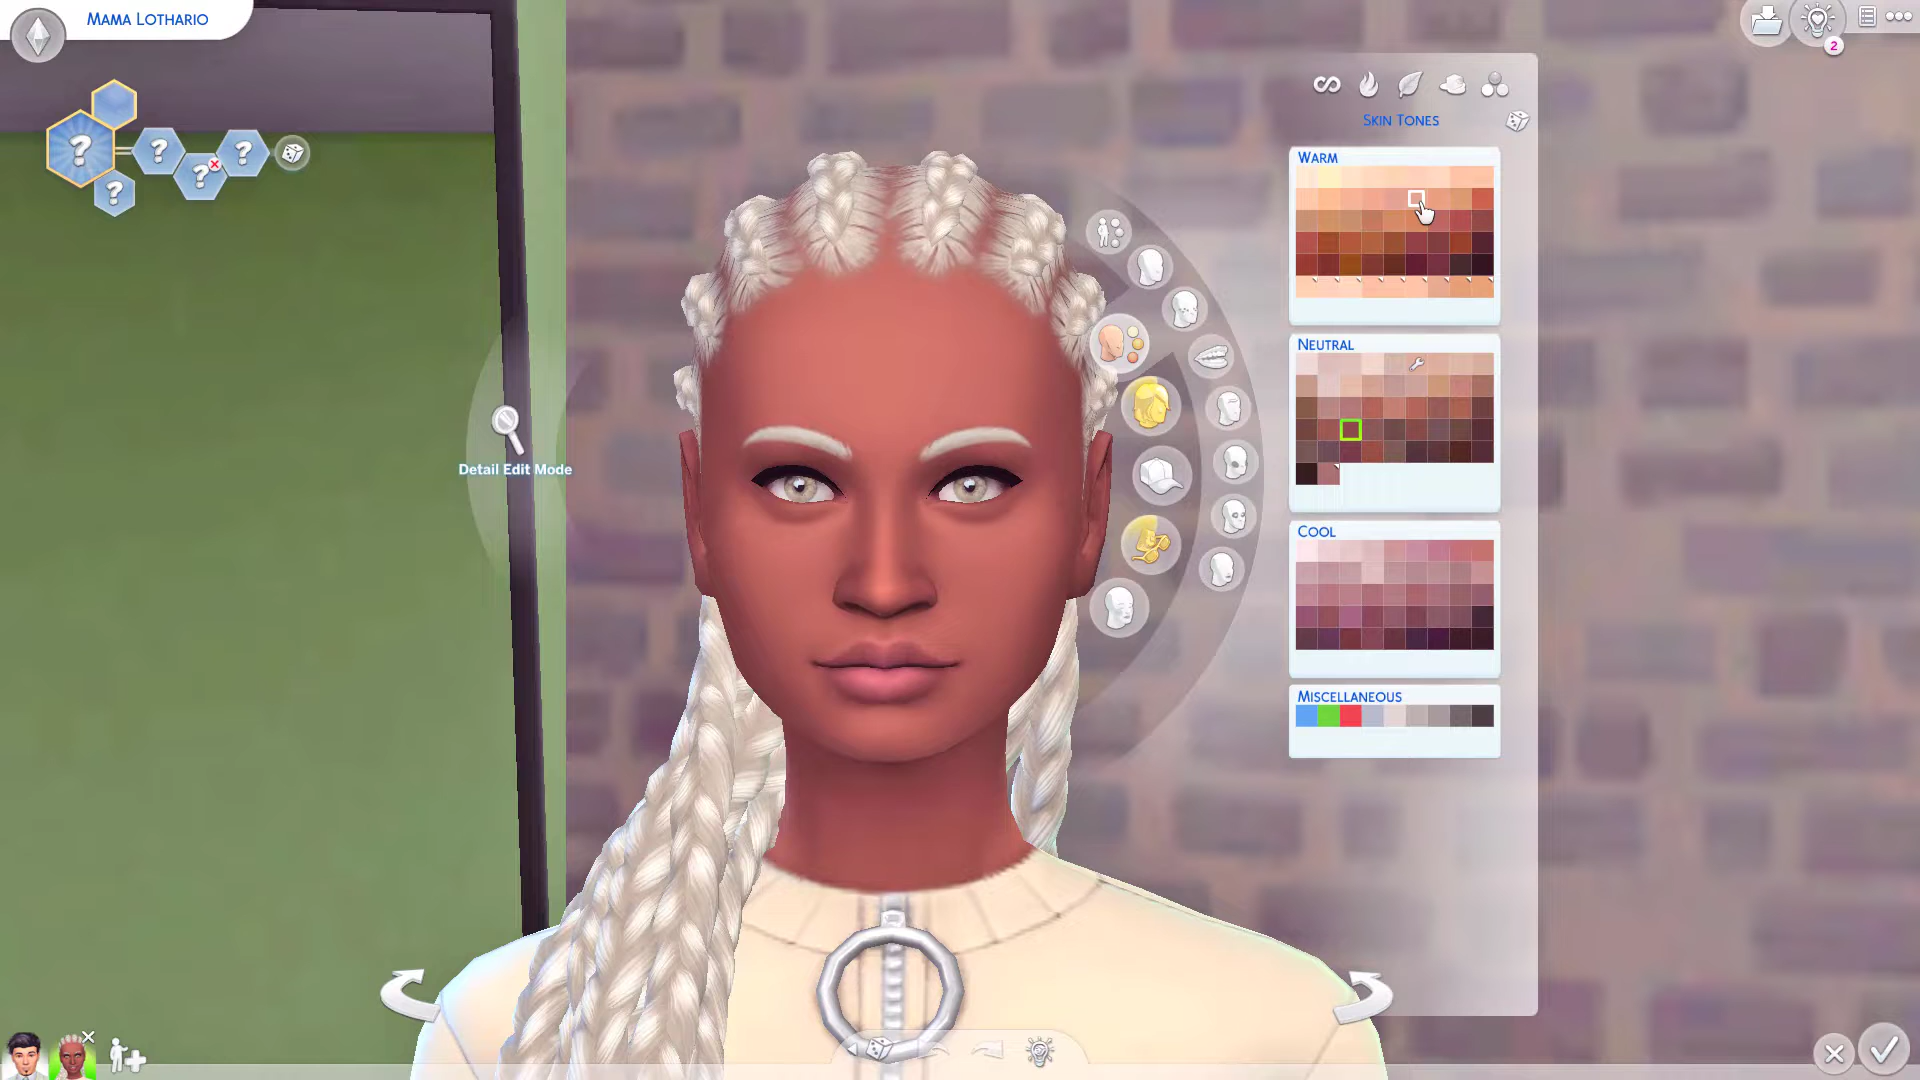 Mama Lothario
2
?
?
?
?
?
Skin Tones
Warm
Neutral
Detail Edit Mode
Cool
Miscellaneous